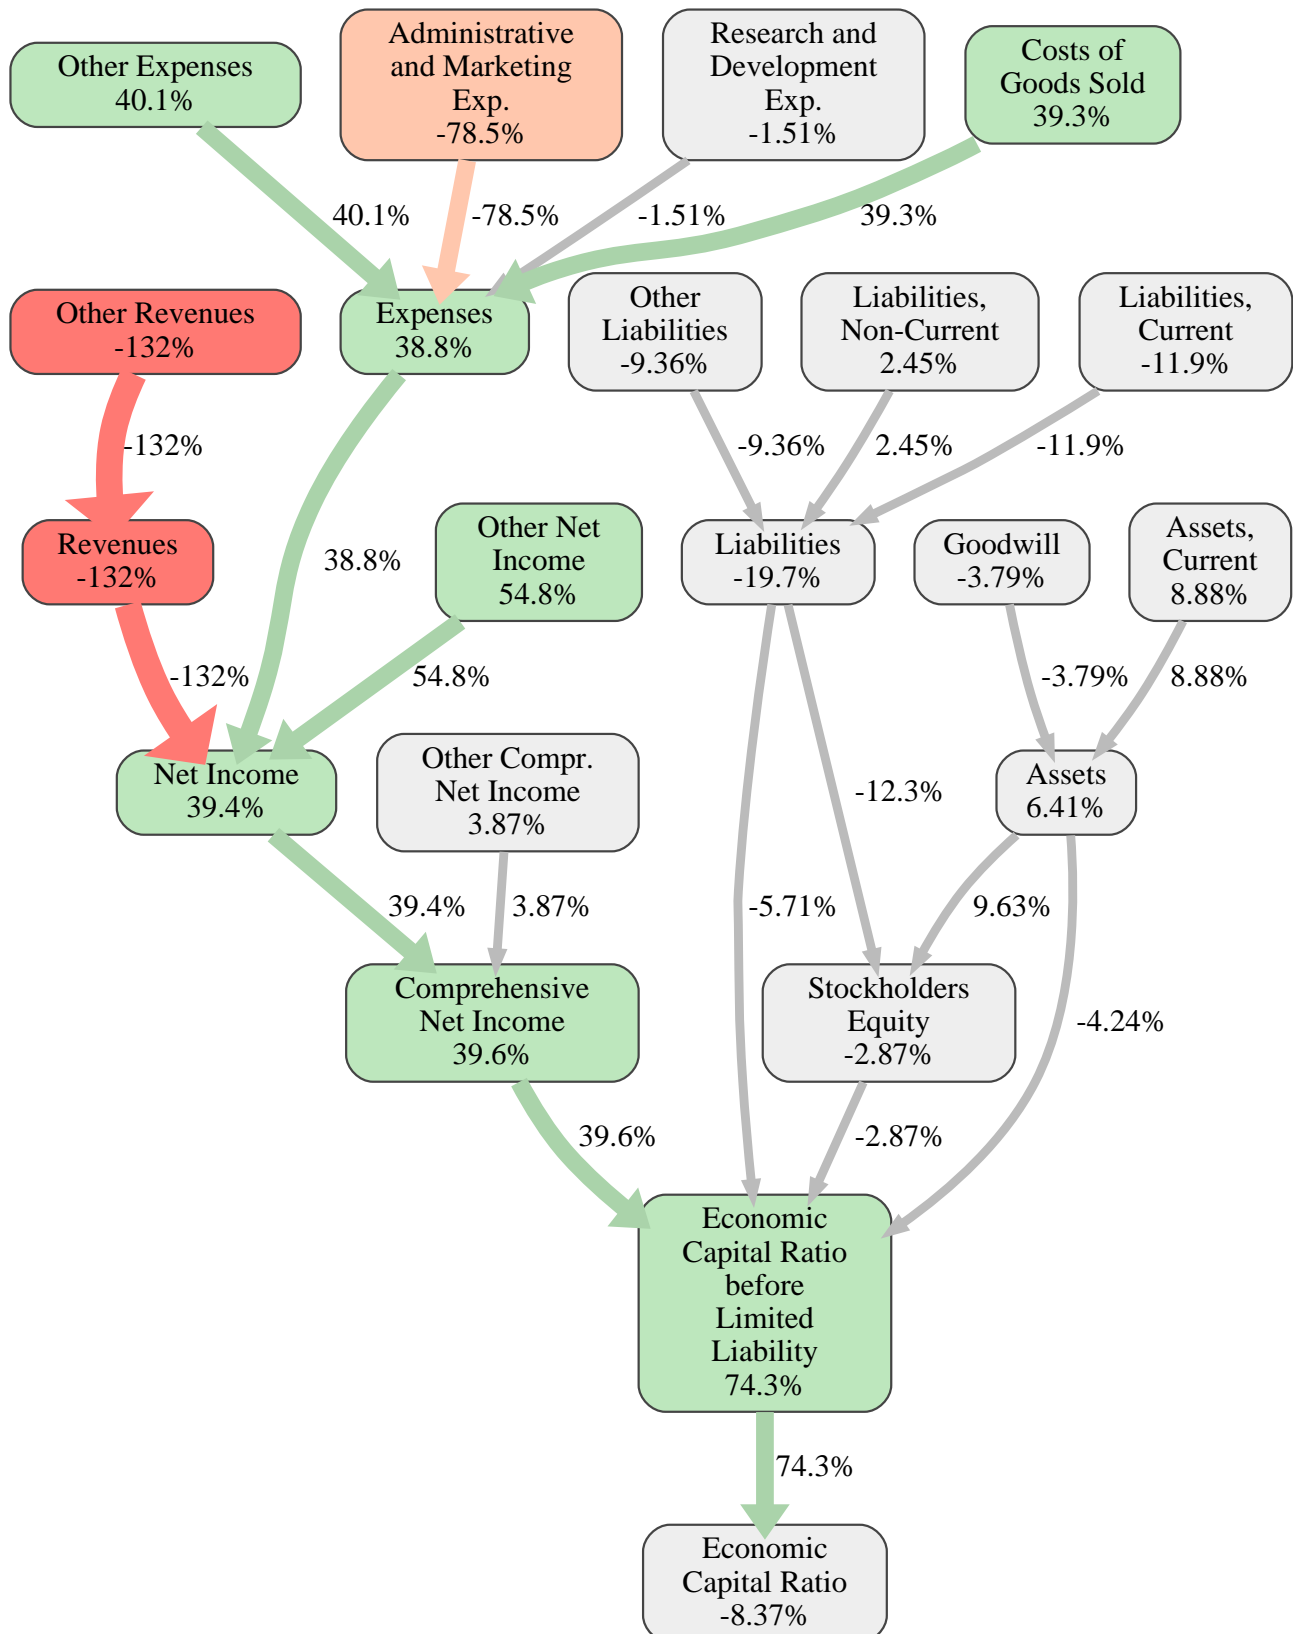 Other Expenses
40.1%
Administrative
and Marketing
Exp.
-78.5%
Research and
Development
Exp.
-1.51%
Costs of
Goods Sold
39.3%
40.1%
-78.5%
-1.51%
39.3%
Other Revenues
-132%
Expenses
38.8%
Other
Liabilities
-9.36%
Liabilities,
Non-Current
2.45%
Liabilities,
Current
-11.9%
-132%
-9.36%
2.45%
-11.9%
Revenues
-132%
38.8%
Other Net
Income
54.8%
Liabilities
-19.7%
Goodwill
-3.79%
Assets,
Current
8.88%
-132%
54.8%
-3.79%
8.88%
Net Income
39.4%
Other Compr.
Net Income
3.87%
-12.3%
Assets
6.41%
39.4%
3.87%
-5.71%
9.63%
Comprehensive
Net Income
39.6%
Stockholders
Equity
-2.87%
-4.24%
39.6%
-2.87%
Economic
Capital Ratio
before
Limited
Liability
74.3%
74.3%
Economic
Capital Ratio
-8.37%